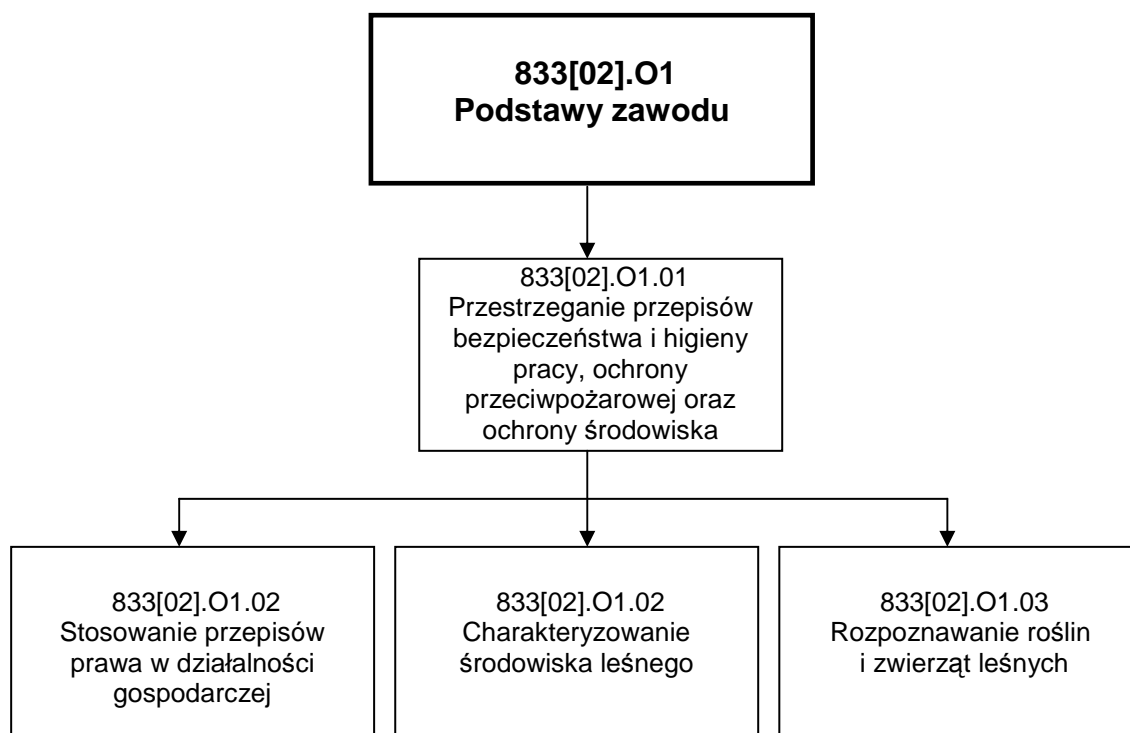 833[02].O1
Podstawy zawodu
833[02].O1.01
Przestrzeganie przepisów
bezpieczeństwa i higieny
pracy, ochrony
przeciwpożarowej oraz
ochrony środowiska
833[02].O1.02
Stosowanie przepisów
prawa w działalności
gospodarczej
833[02].O1.02
Charakteryzowanie
środowiska leśnego
833[02].O1.03
Rozpoznawanie roślin
i zwierząt leśnych